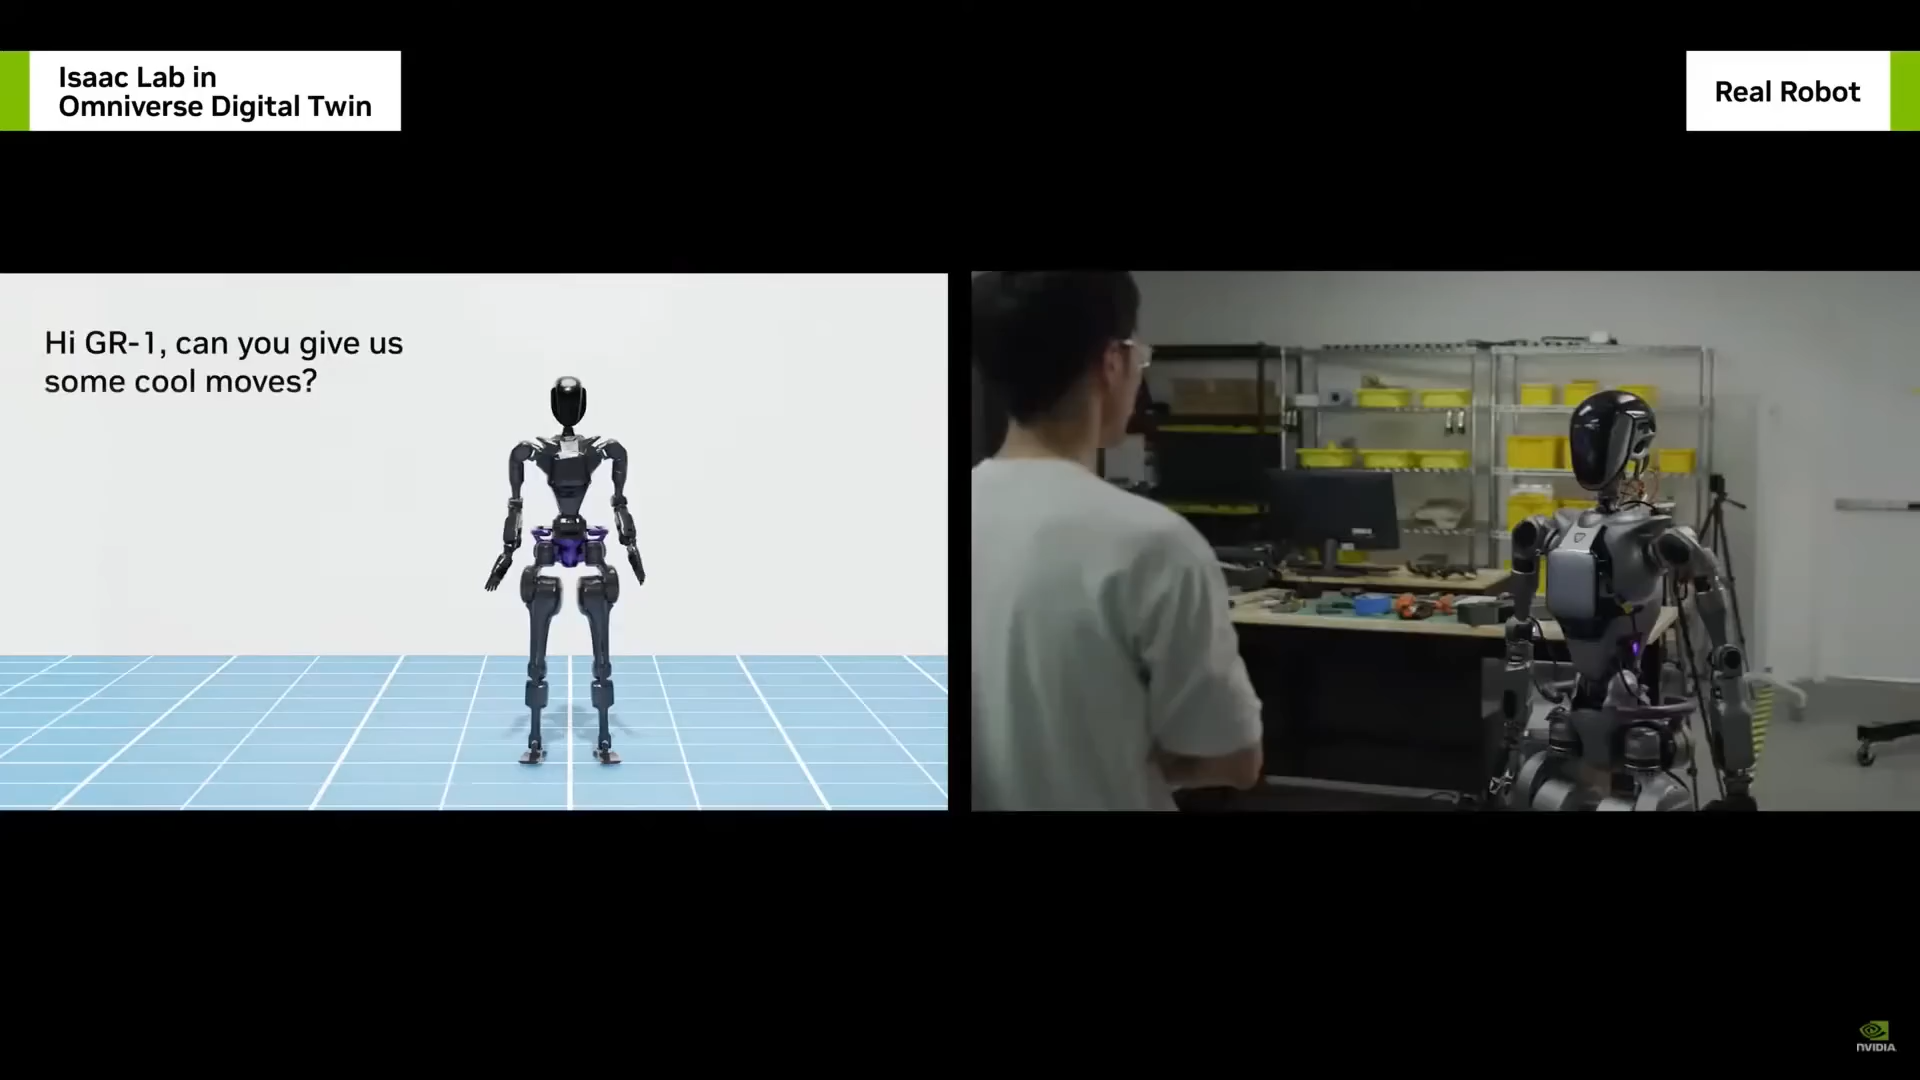 Isaac Lab in
Omniverse Digital Twin
Real Robot
Hi GR-1, can you give us
some cool moves?
NVIDIA